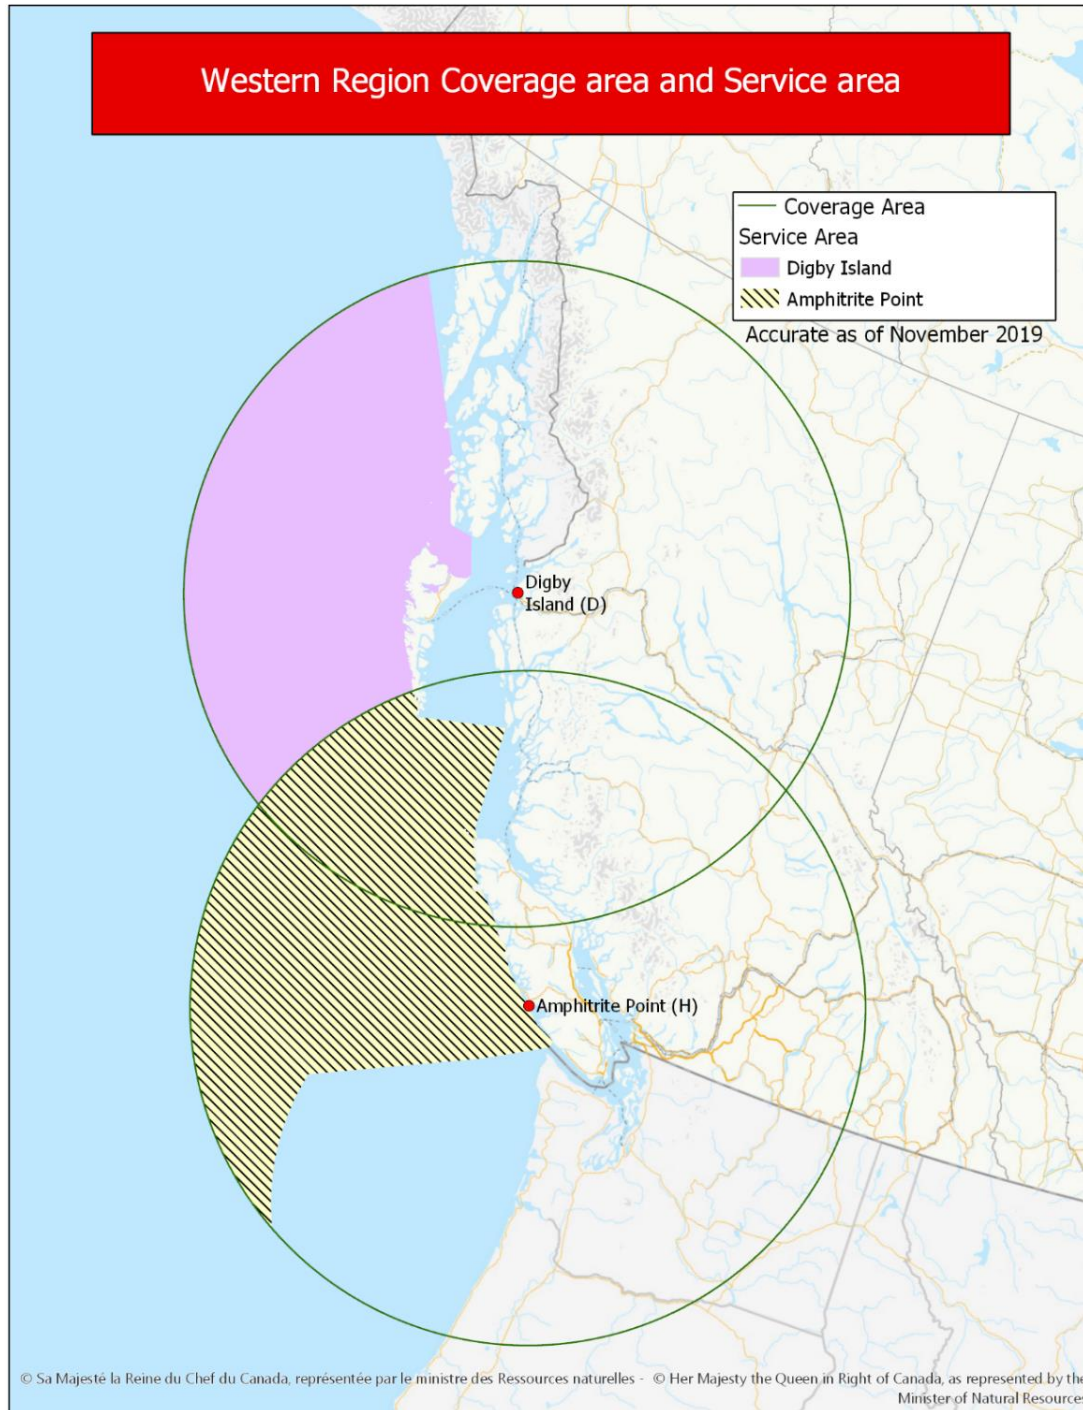 Western Region Coverage area and Service area
Coverage Area
Service Area
Digby Island
Amphitrite Point
Accurate as of November 2019
Digby
Island (D)
Amphitrite Point (H)
© Sa Majesté la Reine du Chef du Canada, représentée par le ministre des Ressources naturelles - © Her Majesty the Queen in Right of Canada, as represented by the
Minister of Natural Resources